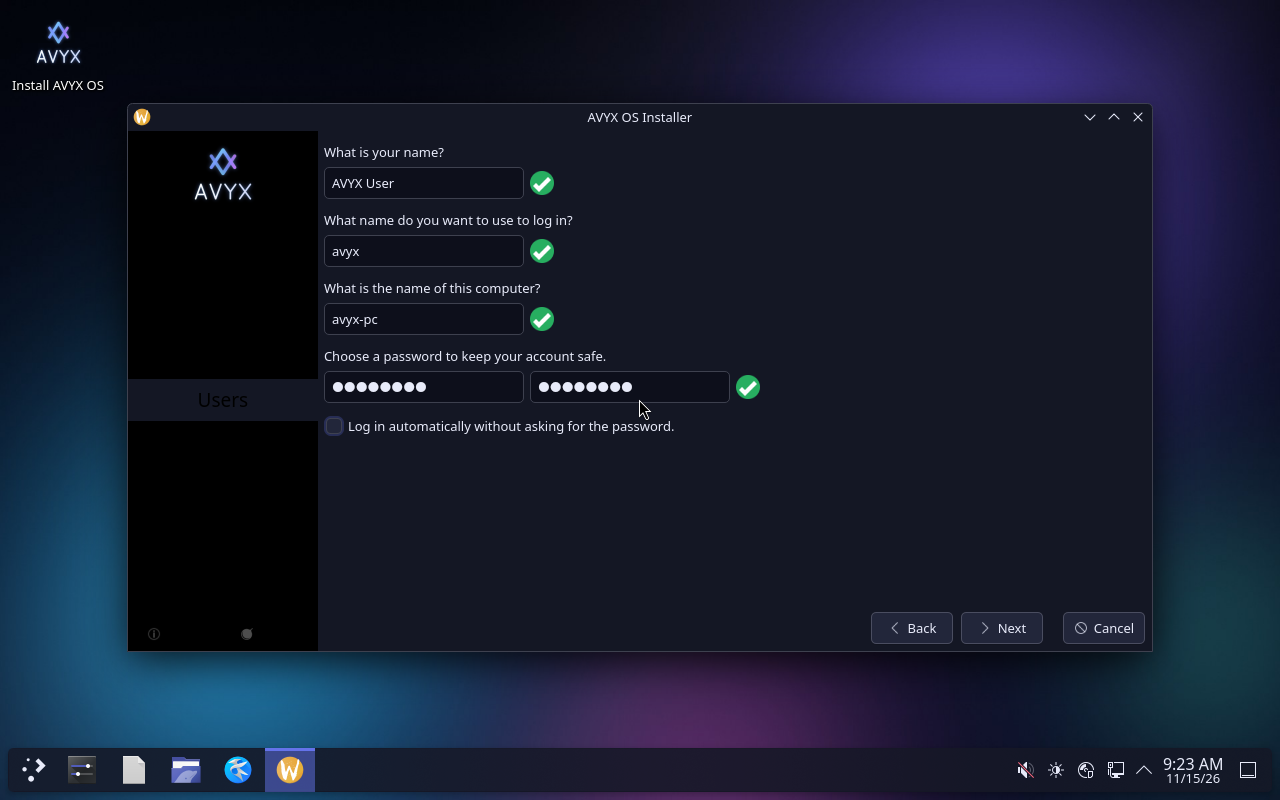 AVYX
Install AVYX OS
AVYX OS Installer
AVYX
What is your name?
AVYX User
What name do you want to use to log in?
avyx
What is the name of this computer?
avyx-pc
Choose a password to keep your account safe.
●●●●●●●● ●●●●●●●●
Users
Log in automatically without asking for the password.
Back Next Cancel
9:23 AM
11/15/26